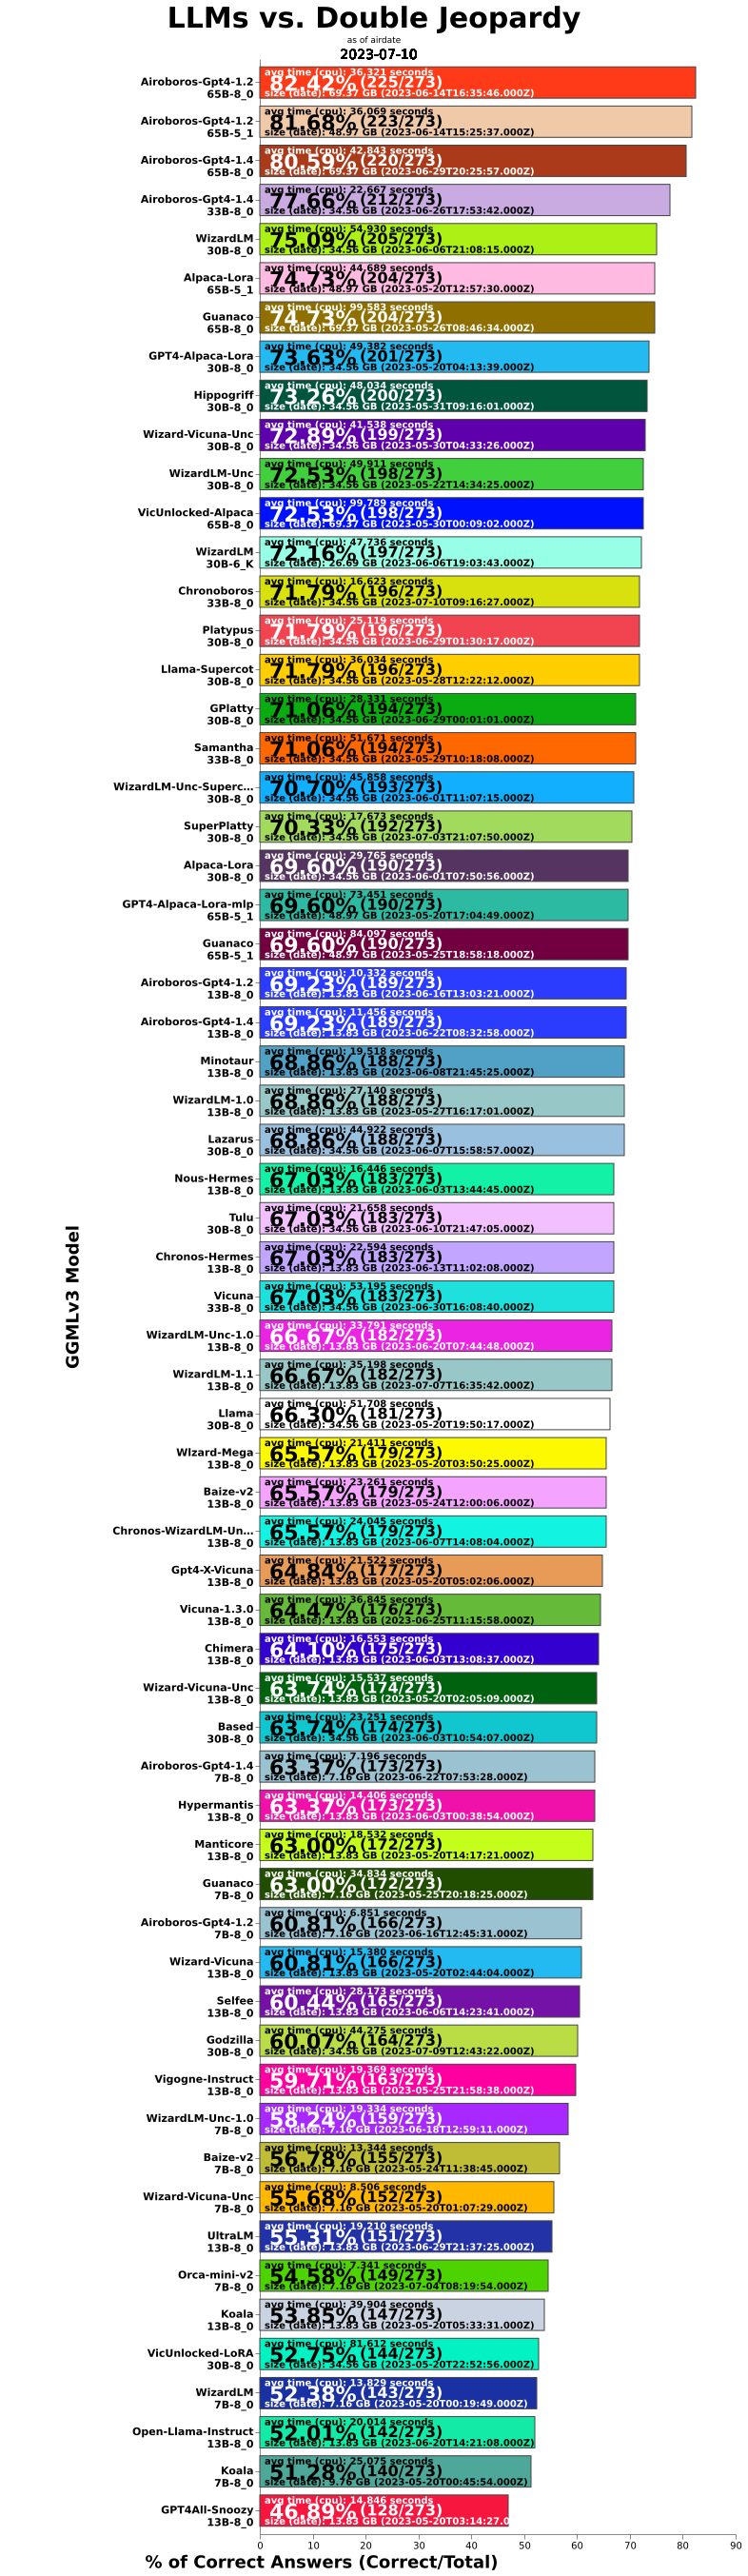 LLMs vs. Double Jeopardy
as of airdate
2023-07-10
Airoboros-Gpt4-1.2
65B-8_0
avg time (cpu): 36,321 seconds
82.42% (225/273)
size (date): 69.37 GB (2023-06-14T16:35:46.000Z)
Airoboros-Gpt4-1.2
65B-5_1
avg time (cpu): 36,069 seconds
81.68% (223/273)
size (date): 48.97 GB (2023-06-14T15:25:37.000Z)
Airoboros-Gpt4-1.4
65B-8_0
avg time (cpu): 42,843 seconds
80.59% (220/273)
size (date): 69.37 GB (2023-06-29T20:25:57.000Z)
Airoboros-Gpt4-1.4
33B-8_0
avg time (cpu): 22,667 seconds
77.66% (212/273)
size (date): 34.56 GB (2023-06-26T17:53:42.000Z)
WizardLM
30B-8_0
avg time (cpu): 54,930 seconds
75.09% (205/273)
size (date): 34.56 GB (2023-06-06T21:08:15.000Z)
Alpaca-Lora
65B-5_1
avg time (cpu): 44,689 seconds
74.73% (204/273)
size (date): 48.97 GB (2023-05-20T12:57:30.000Z)
Guanaco
65B-8_0
avg time (cpu): 99,583 seconds
74.73% (204/273)
size (date): 69.37 GB (2023-05-26T08:46:34.000Z)
GPT4-Alpaca-Lora
30B-8_0
avg time (cpu): 49,382 seconds
73.63% (201/273)
size (date): 34.56 GB (2023-05-20T04:13:39.000Z)
Hippogriff
30B-8_0
avg time (cpu): 48,034 seconds
73.26% (200/273)
size (date): 34.56 GB (2023-05-31T09:16:01.000Z)
Wizard-Vicuna-Unc
30B-8_0
avg time (cpu): 41,538 seconds
72.89% (199/273)
size (date): 34.56 GB (2023-05-30T04:33:26.000Z)
WizardLM-Unc
30B-8_0
avg time (cpu): 49,911 seconds
72.53% (198/273)
size (date): 34.56 GB (2023-05-22T14:34:25.000Z)
VicUnlocked-Alpaca
65B-8_0
avg time (cpu): 99,789 seconds
72.53% (198/273)
size (date): 69.37 GB (2023-05-30T00:09:02.000Z)
WizardLM
30B-6_K
avg time (cpu): 47,736 seconds
72.16% (197/273)
size (date): 26.69 GB (2023-06-06T19:03:43.000Z)
Chronoboros
33B-8_0
avg time (cpu): 16,623 seconds
71.79% (196/273)
size (date): 34.56 GB (2023-07-10T09:16:27.000Z)
Platypus
30B-8_0
avg time (cpu): 25,119 seconds
71.79% (196/273)
size (date): 34.56 GB (2023-06-29T01:30:17.000Z)
Llama-Supercot
30B-8_0
avg time (cpu): 36,034 seconds
71.79% (196/273)
size (date): 34.56 GB (2023-05-28T12:22:12.000Z)
GPlatty
30B-8_0
avg time (cpu): 28,331 seconds
71.06% (194/273)
size (date): 34.56 GB (2023-06-29T00:01:01.000Z)
Samantha
33B-8_0
avg time (cpu): 51,671 seconds
71.06% (194/273)
size (date): 34.56 GB (2023-05-29T10:18:08.000Z)
WizardLM-Unc-Superc...
30B-8_0
avg time (cpu): 45,858 seconds
70.70% (193/273)
size (date): 34.56 GB (2023-06-01T11:07:15.000Z)
SuperPlatty
30B-8_0
avg time (cpu): 17,673 seconds
70.33% (192/273)
size (date): 34.56 GB (2023-07-03T21:07:50.000Z)
Alpaca-Lora
30B-8_0
avg time (cpu): 29,765 seconds
69.60% (190/273)
size (date): 34.56 GB (2023-06-01T07:50:56.000Z)
GPT4-Alpaca-Lora-mlp
65B-5_1
avg time (cpu): 73,451 seconds
69.60% (190/273)
size (date): 48.97 GB (2023-05-20T17:04:49.000Z)
Guanaco
65B-5_1
avg time (cpu): 84,097 seconds
69.60% (190/273)
size (date): 48.97 GB (2023-05-25T18:58:18.000Z)
Airoboros-Gpt4-1.2
13B-8_0
avg time (cpu): 10,332 seconds
69.23% (189/273)
size (date): 13.83 GB (2023-06-16T13:03:21.000Z)
Airoboros-Gpt4-1.4
13B-8_0
avg time (cpu): 11,456 seconds
69.23% (189/273)
size (date): 13.83 GB (2023-06-22T08:32:58.000Z)
Minotaur
13B-8_0
avg time (cpu): 19,518 seconds
68.86% (188/273)
size (date): 13.83 GB (2023-06-08T21:45:25.000Z)
WizardLM-1.0
13B-8_0
avg time (cpu): 27,140 seconds
68.86% (188/273)
size (date): 13.83 GB (2023-05-27T16:17:01.000Z)
Lazarus
30B-8_0
avg time (cpu): 44,922 seconds
68.86% (188/273)
size (date): 34.56 GB (2023-06-07T15:58:57.000Z)
Nous-Hermes
13B-8_0
avg time (cpu): 16,446 seconds
67.03% (183/273)
size (date): 13.83 GB (2023-06-03T13:44:45.000Z)
Tulu
30B-8_0
avg time (cpu): 21,658 seconds
67.03% (183/273)
size (date): 34.56 GB (2023-06-10T21:47:05.000Z)
Chronos-Hermes
13B-8_0
avg time (cpu): 22,594 seconds
67.03% (183/273)
size (date): 13.83 GB (2023-06-13T11:02:08.000Z)
Vicuna
33B-8_0
avg time (cpu): 53,195 seconds
67.03% (183/273)
size (date): 34.56 GB (2023-06-30T16:08:40.000Z)
GGMLv3 Model
WizardLM-Unc-1.0
13B-8_0
avg time (cpu): 33,791 seconds
66.67% (182/273)
size (date): 13.83 GB (2023-06-20T07:44:48.000Z)
WizardLM-1.1
13B-8_0
avg time (cpu): 35,198 seconds
66.67% (182/273)
size (date): 13.83 GB (2023-07-07T16:35:42.000Z)
Llama
30B-8_0
avg time (cpu): 51,708 seconds
66.30% (181/273)
size (date): 34.56 GB (2023-05-20T19:50:17.000Z)
WIzard-Mega
13B-8_0
avg time (cpu): 21,411 seconds
65.57% (179/273)
size (date): 13.83 GB (2023-05-20T03:50:25.000Z)
Baize-v2
13B-8_0
avg time (cpu): 23,261 seconds
65.57% (179/273)
size (date): 13.83 GB (2023-05-24T12:00:06.000Z)
Chronos-WizardLM-Un...
13B-8_0
avg time (cpu): 24,045 seconds
65.57% (179/273)
size (date): 13.83 GB (2023-06-07T14:08:04.000Z)
Gpt4-X-Vicuna
13B-8_0
avg time (cpu): 21,522 seconds
64.84% (177/273)
size (date): 13.83 GB (2023-05-20T05:02:06.000Z)
Vicuna-1.3.0
13B-8_0
avg time (cpu): 36,845 seconds
64.47% (176/273)
size (date): 13.83 GB (2023-06-25T11:15:58.000Z)
Chimera
13B-8_0
avg time (cpu): 16,553 seconds
64.10% (175/273)
size (date): 13.83 GB (2023-06-03T13:08:37.000Z)
Wizard-Vicuna-Unc
13B-8_0
avg time (cpu): 15,537 seconds
63.74% (174/273)
size (date): 13.83 GB (2023-05-20T02:05:09.000Z)
Based
30B-8_0
avg time (cpu): 23,251 seconds
63.74% (174/273)
size (date): 34.56 GB (2023-06-03T10:54:07.000Z)
Airoboros-Gpt4-1.4
7B-8_0
avg time (cpu): 7,196 seconds
63.37% (173/273)
size (date): 7.16 GB (2023-06-22T07:53:28.000Z)
Hypermantis
13B-8_0
avg time (cpu): 14,406 seconds
63.37% (173/273)
size (date): 13.83 GB (2023-06-03T00:38:54.000Z)
Manticore
13B-8_0
avg time (cpu): 18,532 seconds
63.00% (172/273)
size (date): 13.83 GB (2023-05-20T14:17:21.000Z)
Guanaco
7B-8_0
avg time (cpu): 34,834 seconds
63.00% (172/273)
size (date): 7.16 GB (2023-05-25T20:18:25.000Z)
Airoboros-Gpt4-1.2
7B-8_0
avg time (cpu): 6,851 seconds
60.81% (166/273)
size (date): 7.16 GB (2023-06-16T12:45:31.000Z)
Wizard-Vicuna
13B-8_0
avg time (cpu): 15,380 seconds
60.81% (166/273)
size (date): 13.83 GB (2023-05-20T02:44:04.000Z)
Selfee
13B-8_0
avg time (cpu): 28,173 seconds
60.44% (165/273)
size (date): 13.83 GB (2023-06-06T14:23:41.000Z)
Godzilla
30B-8_0
avg time (cpu): 44,275 seconds
60.07% (164/273)
size (date): 34.56 GB (2023-07-09T12:43:22.000Z)
Vigogne-Instruct
13B-8_0
avg time (cpu): 19,369 seconds
59.71% (163/273)
size (date): 13.83 GB (2023-05-25T21:58:38.000Z)
WizardLM-Unc-1.0
7B-8_0
avg time (cpu): 19,334 seconds
58.24% (159/273)
size (date): 7.16 GB (2023-06-18T12:59:11.000Z)
Baize-v2
7B-8_0
avg time (cpu): 13,344 seconds
56.78% (155/273)
size (date): 7.16 GB (2023-05-24T11:38:45.000Z)
Wizard-Vicuna-Unc
7B-8_0
avg time (cpu): 8,506 seconds
55.68% (152/273)
size (date): 7.16 GB (2023-05-20T01:07:29.000Z)
UltraLM
13B-8_0
avg time (cpu): 19,210 seconds
55.31% (151/273)
size (date): 13.83 GB (2023-06-29T21:37:25.000Z)
Orca-mini-v2
7B-8_0
avg time (cpu): 7,341 seconds
54.58% (149/273)
size (date): 7.16 GB (2023-07-04T08:19:54.000Z)
Koala
13B-8_0
avg time (cpu): 39,904 seconds
53.85% (147/273)
size (date): 13.83 GB (2023-05-20T05:33:31.000Z)
VicUnlocked-LoRA
30B-8_0
avg time (cpu): 81,612 seconds
52.75% (144/273)
size (date): 34.56 GB (2023-05-20T22:52:56.000Z)
WizardLM
7B-8_0
avg time (cpu): 13,829 seconds
52.38% (143/273)
size (date): 7.16 GB (2023-05-20T00:19:49.000Z)
Open-Llama-Instruct
13B-8_0
avg time (cpu): 20,014 seconds
52.01% (142/273)
size (date): 13.83 GB (2023-06-20T14:21:08.000Z)
Koala
7B-8_0
avg time (cpu): 25,075 seconds
51.28% (140/273)
size (date): 9.76 GB (2023-05-20T00:45:54.000Z)
GPT4All-Snoozy
13B-8_0
avg time (cpu): 14,846 seconds
46.89% (128/273)
size (date): 13.83 GB (2023-05-20T03:14:27.0
0 10 20 30 40 50 60 70 80 90
% of Correct Answers (Correct/Total)